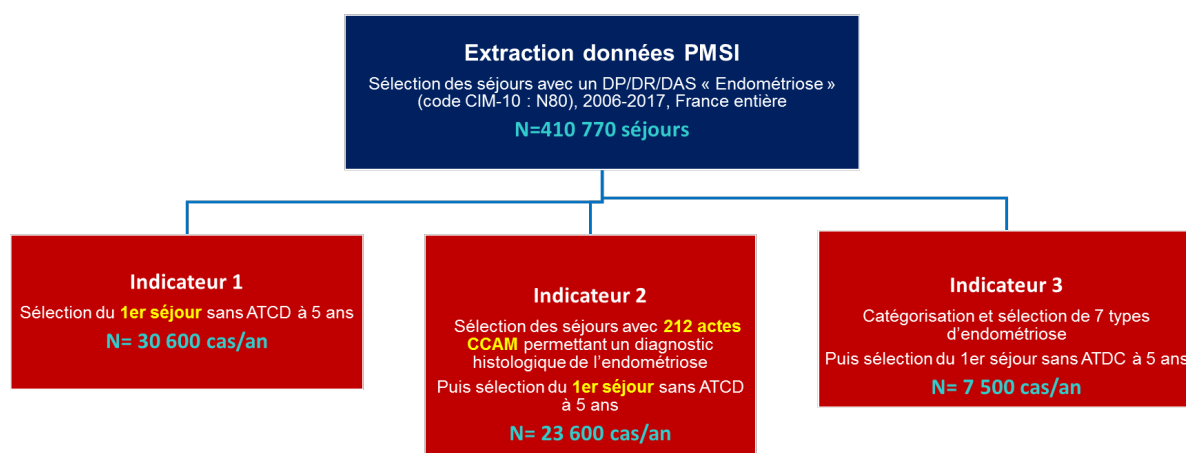 Extraction données PMSI
Sélection des séjours avec un DP/DR/DAS « Endométriose »
(code CIM-10 : N80), 2006-2017, France entière
N=410 770 séjours
Indicateur 1
Sélection du 1er séjour sans ATCD à 5 ans
N= 30 600 cas/an
Indicateur 2
Sélection des séjours avec 212 actes
CCAM permettant un diagnostic
histologique de l'endométriose
Puis sélection du 1er séjour sans ATCD
à 5 ans
N= 23 600 cas/an
Indicateur 3
Catégorisation et sélection de 7 types
d'endométriose
Puis sélection du 1er séjour sans ATDC à 5 ans
N= 7 500 cas/an